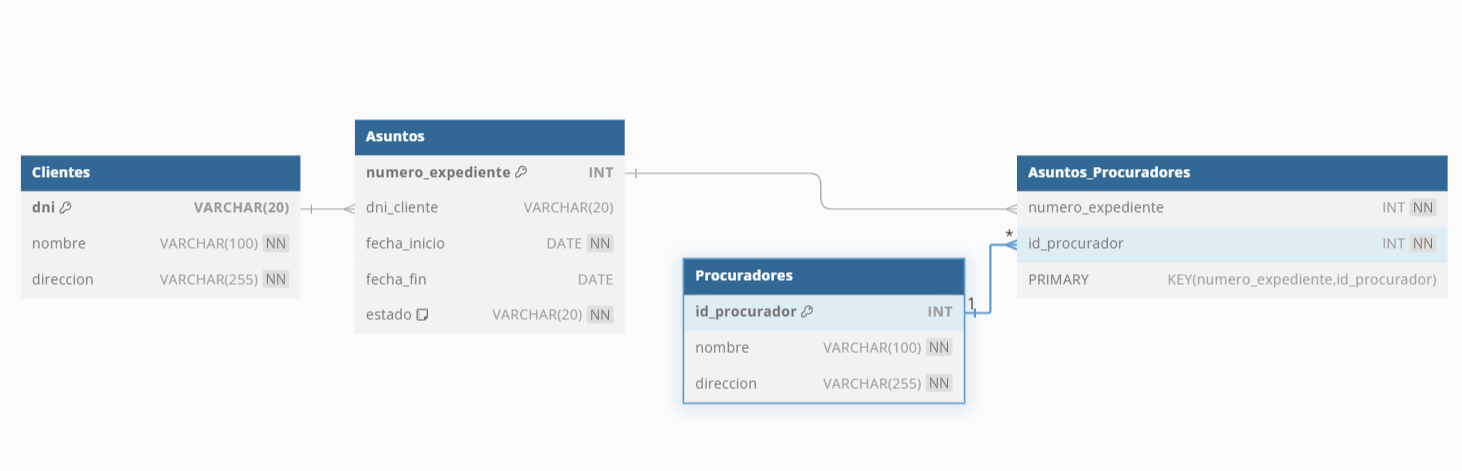 Clientes
dni VARCHAR(20)
nombre VARCHAR(100) NN
direccion VARCHAR(255) NN
Asuntos
numero_expediente INT
dni_cliente VARCHAR(20)
fecha_inicio DATE NN
fecha_fin DATE
estado VARCHAR(20) NN
Procuradores
id_procurador INT
nombre VARCHAR(100) NN
direccion VARCHAR(255) NN
1
*
Asuntos_Procuradores
numero_expediente INT NN
id_procurador INT NN
PRIMARY KEY(numero_expediente,id_procurador)